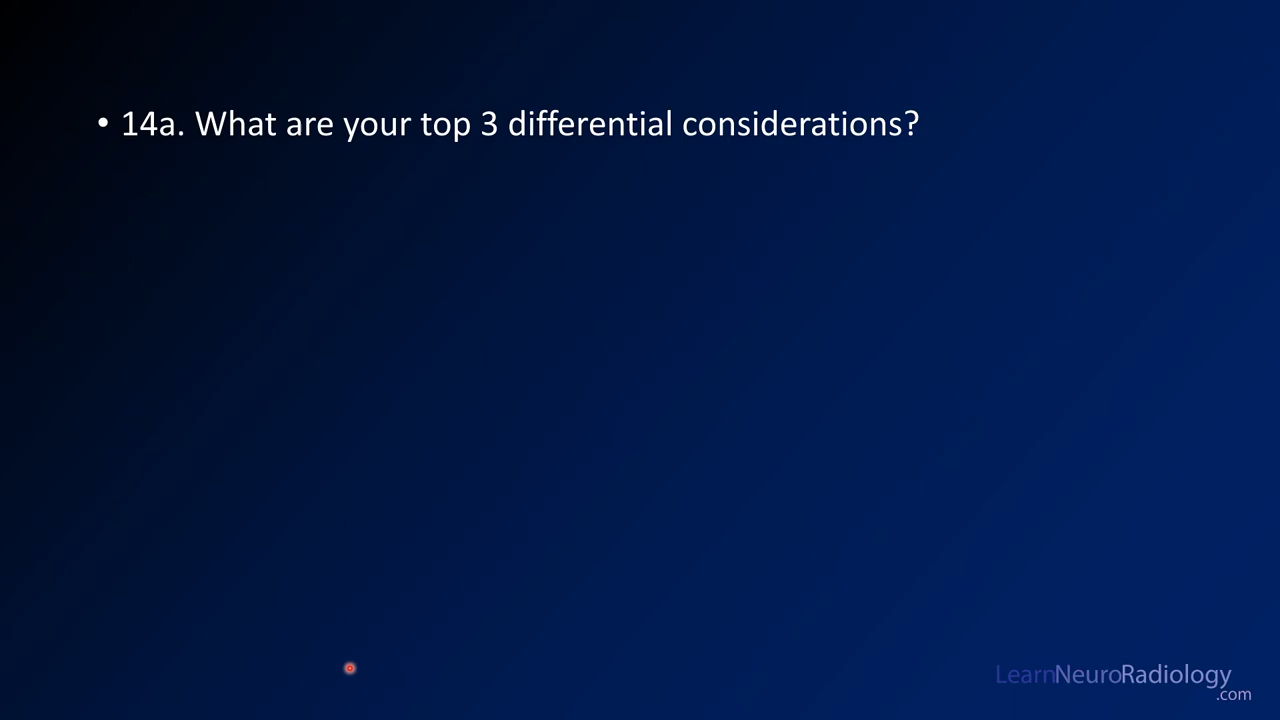 • 14a. What are your top 3 differential considerations?
LearnNeuroRadiology
.com